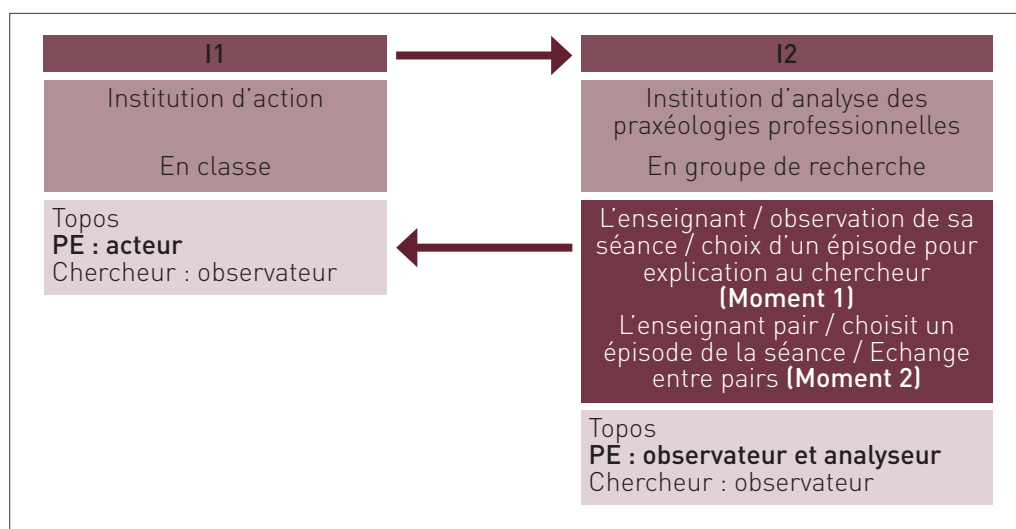 I1
Institution d'action
En classe
Topos
PE : acteur
Chercheur : observateur
I2
Institution d'analyse des
praxéologies professionnelles
En groupe de recherche
L'enseignant / observation de sa
séance / choix d'un épisode pour
explication au chercheur
(Moment 1)
L'enseignant pair / choisit un
épisode de la séance / Echange
entre pairs (Moment 2)
Topos
PE : observateur et analyseur
Chercheur : observateur